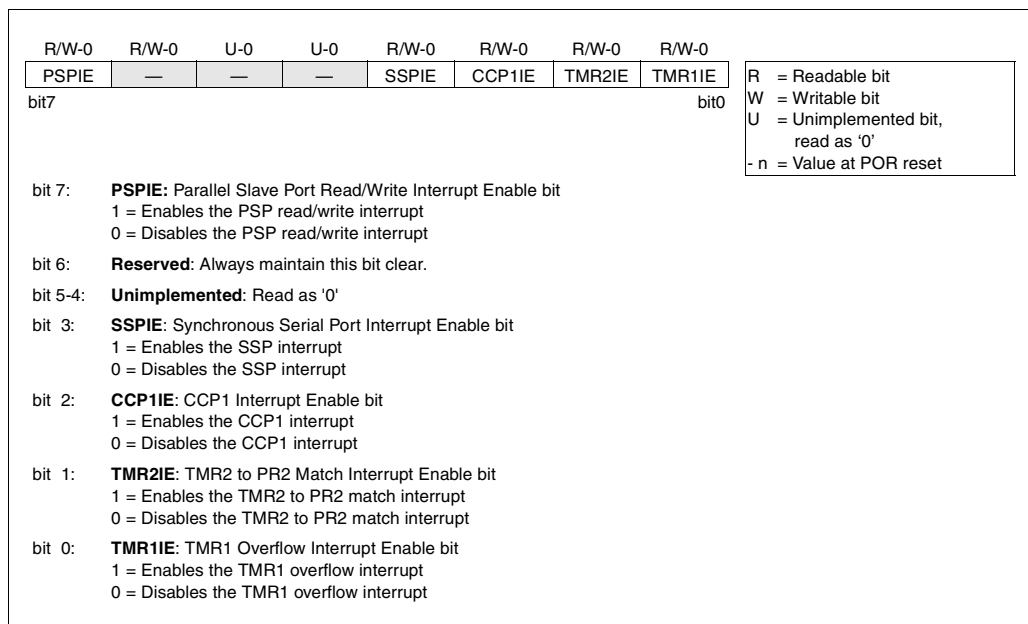 R/W-0 R/W-0 U-0 U-0 R/W-0 R/W-0 R/W-0 R/W-0
PSPIE — — — SSPIE CCP1IE TMR2IE TMR1IE
bit7 bit0
R = Readable bit
W = Writable bit
U = Unimplemented bit,
read as ‘0’
- n = Value at POR reset
bit 7: PSPIE: Parallel Slave Port Read/Write Interrupt Enable bit
1 = Enables the PSP read/write interrupt
0 = Disables the PSP read/write interrupt
bit 6: Reserved: Always maintain this bit clear.
bit 5-4: Unimplemented: Read as '0'
bit 3: SSPIE: Synchronous Serial Port Interrupt Enable bit
1 = Enables the SSP interrupt
0 = Disables the SSP interrupt
bit 2: CCP1IE: CCP1 Interrupt Enable bit
1 = Enables the CCP1 interrupt
0 = Disables the CCP1 interrupt
bit 1: TMR2IE: TMR2 to PR2 Match Interrupt Enable bit
1 = Enables the TMR2 to PR2 match interrupt
0 = Disables the TMR2 to PR2 match interrupt
bit 0: TMR1IE: TMR1 Overflow Interrupt Enable bit
1 = Enables the TMR1 overflow interrupt
0 = Disables the TMR1 overflow interrupt